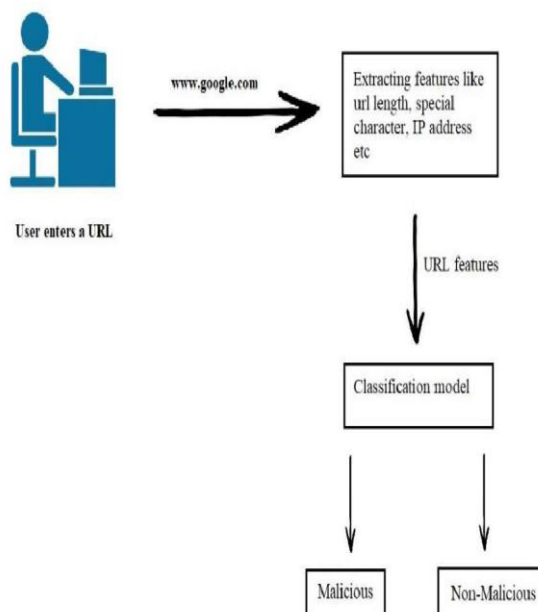 www.google.com
Extracting features like
url length, special
character, IP address
etc
User enters a URL
URL features
Classification model
Malicious
Non-Malicious